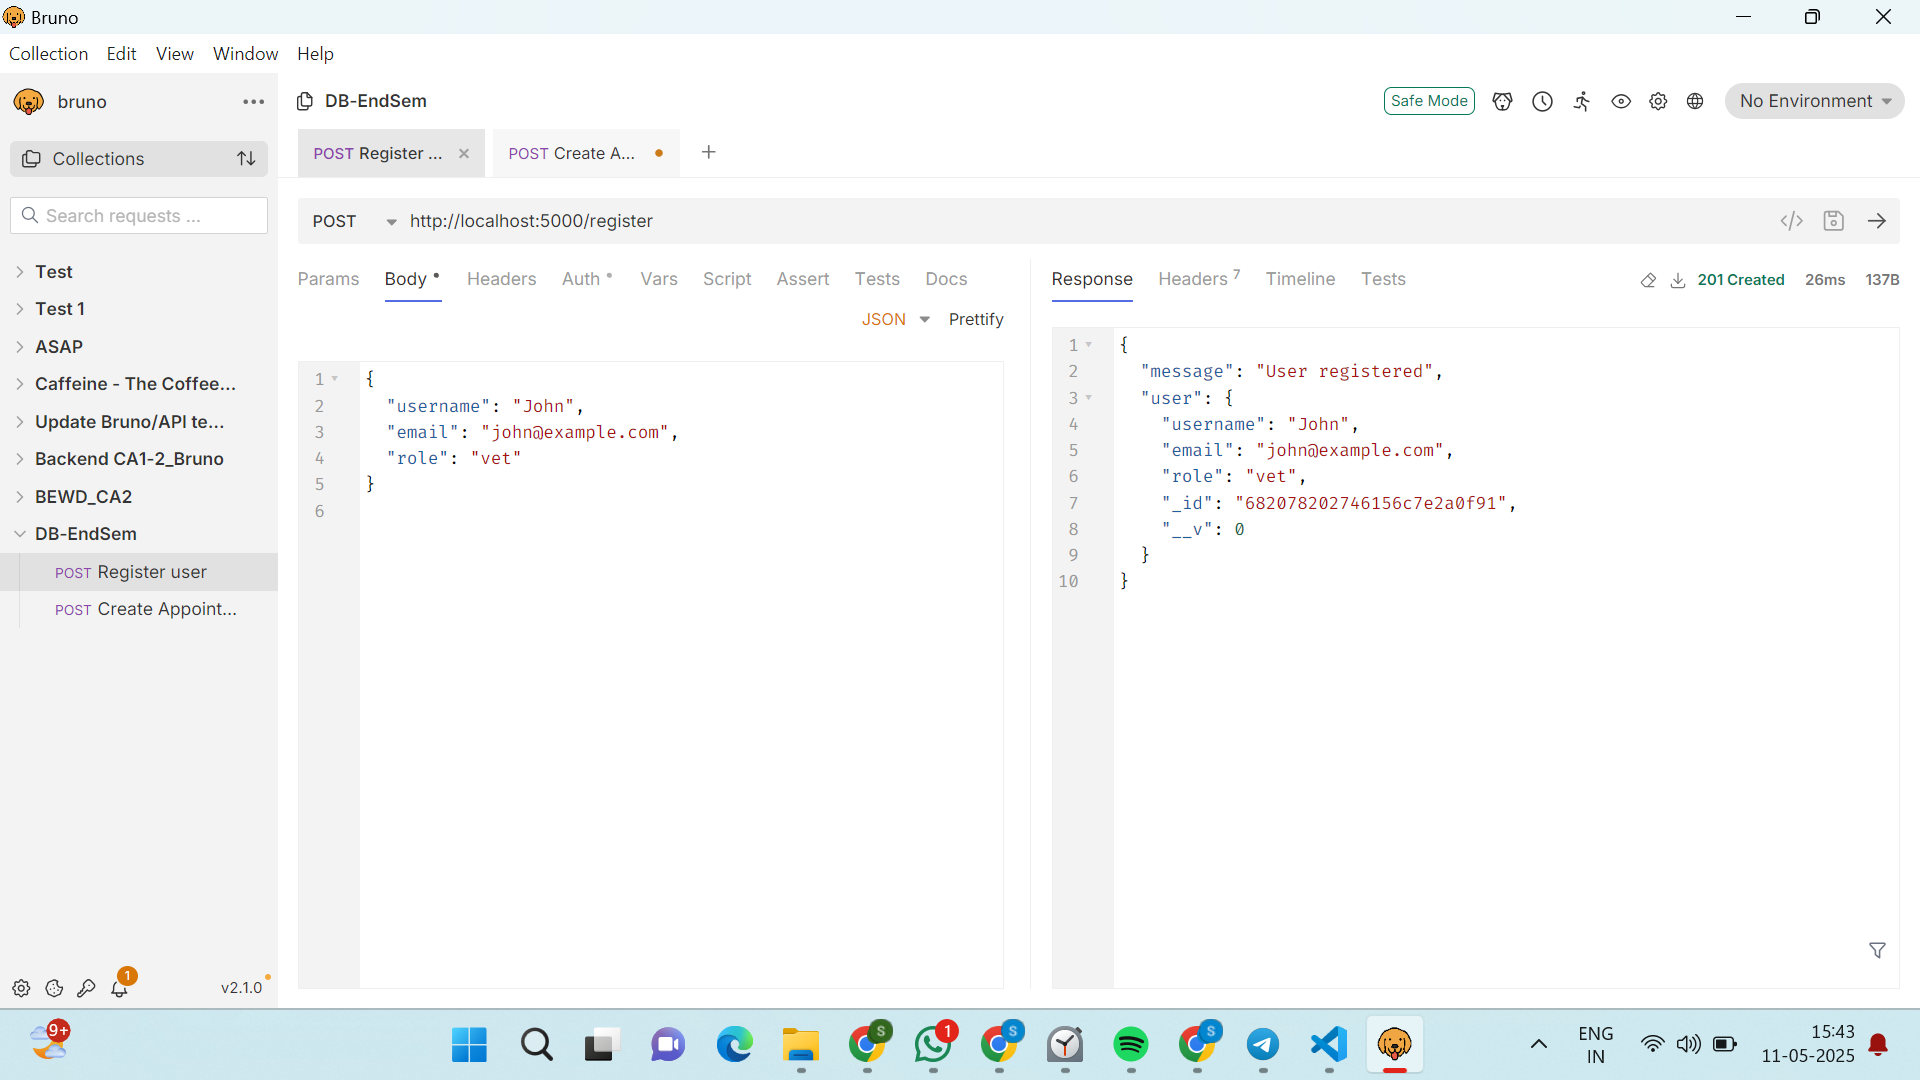 Bruno
Collection Edit View Window Help
bruno
DB-EndSem
Safe Mode
No Environment
Collections
POST Register ...
POST Create A...
Search requests ...
POST http://localhost:5000/register
Test
Test 1
ASAP
Caffeine - The Coffee...
Update Bruno/API te...
Backend CA1-2_Bruno
BEWD_CA2
DB-EndSem
POST Register user
POST Create Appoint...
Params Body Headers Auth Vars Script Assert Tests Docs
JSON Prettify
1 {
2 "username": "John",
3 "email": "john@example.com",
4 "role": "vet"
5 }
6
Response Headers 7 Timeline Tests
201 Created 26ms 137B
1 {
2 "message": "User registered",
3 "user": {
4 "username": "John",
5 "email": "john@example.com",
6 "role": "vet",
7 "_id": "682078202746156c7e2a0f91",
8 "__v": 0
9 }
10 }
1
v2.1.0
9+
S
1
S
S
ENG
IN
15:43
11-05-2025